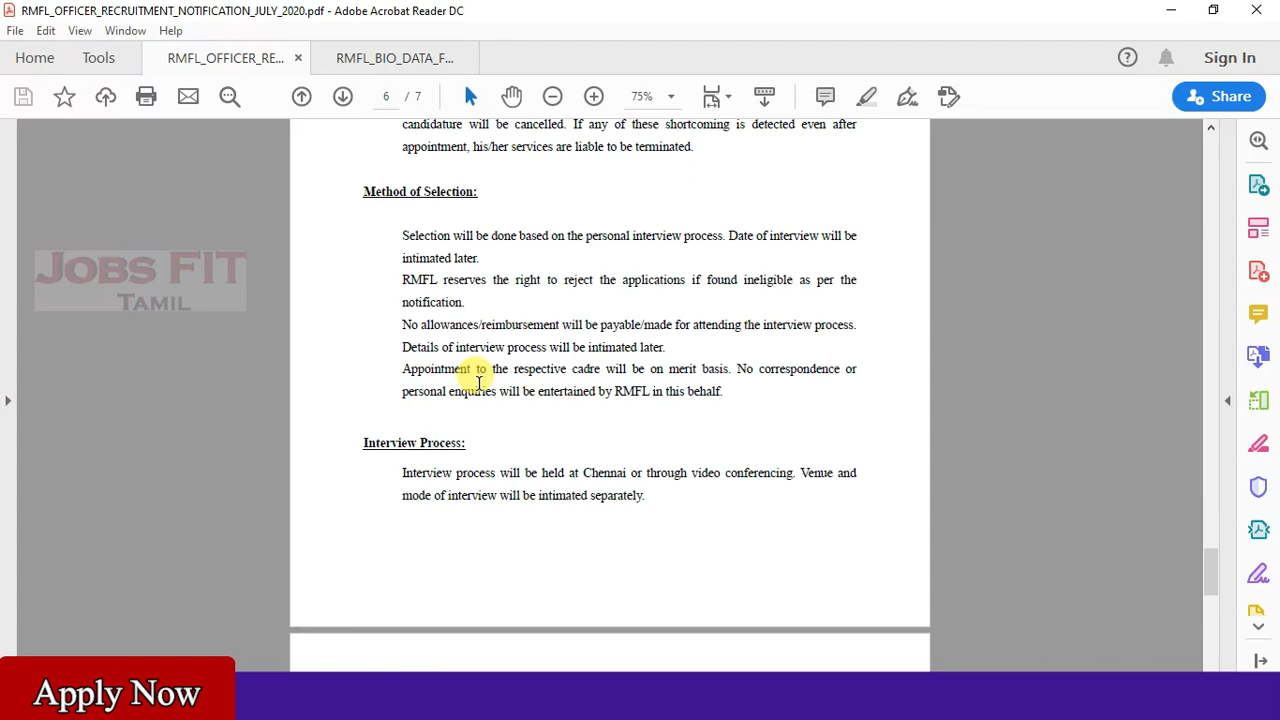 RMFL_OFFICER_RECRUITMENT_NOTIFICATION_JULY_2020.pdf - Adobe Acrobat Reader DC
File Edit View Window Help
Home Tools RMFL_OFFICER_RE... × RMFL_BIO_DATA_F... Sign In
6 / 7 75% Share
candidature will be cancelled. If any of these shortcoming is detected even after
appointment, his/her services are liable to be terminated.
Method of Selection:
Selection will be done based on the personal interview process. Date of interview will be
intimated later.
RMFL reserves the right to reject the applications if found ineligible as per the
notification.
No allowances/reimbursement will be payable/made for attending the interview process.
Details of interview process will be intimated later.
Appointment to the respective cadre will be on merit basis. No correspondence or
personal enquiries will be entertained by RMFL in this behalf.
Interview Process:
Interview process will be held at Chennai or through video conferencing. Venue and
mode of interview will be intimated separately.
JOBS FIT
TAMIL
Apply Now